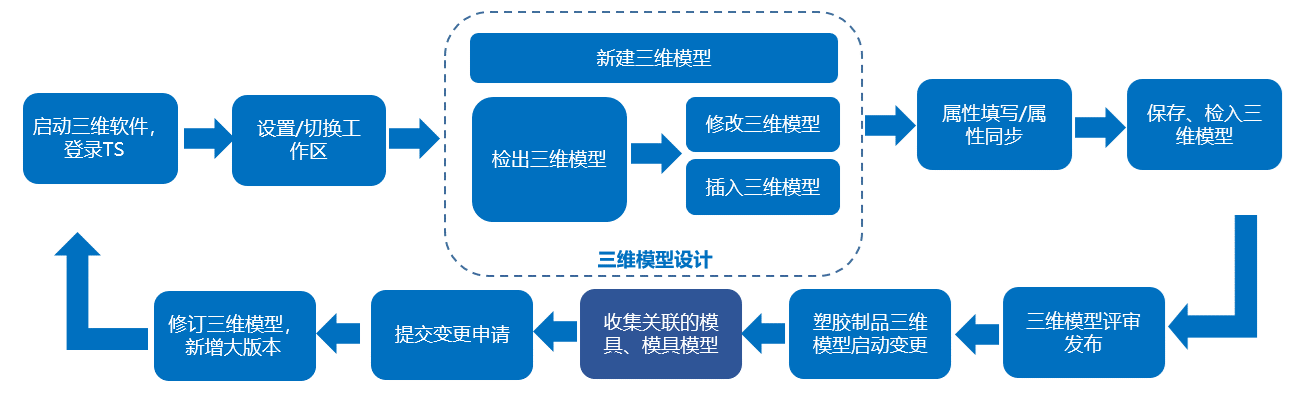 启动三维软件，
登录TS
设置/切换工
作区
新建三维模型
检出三维模型
修改三维模型
插入三维模型
三维模型设计
属性填写/属
性同步
保存、检入三
维模型
三维模型评审
发布
塑胶制品三维
模型启动变更
收集关联的模
具、模具模型
提交变更申请
修订三维模型，
新增大版本